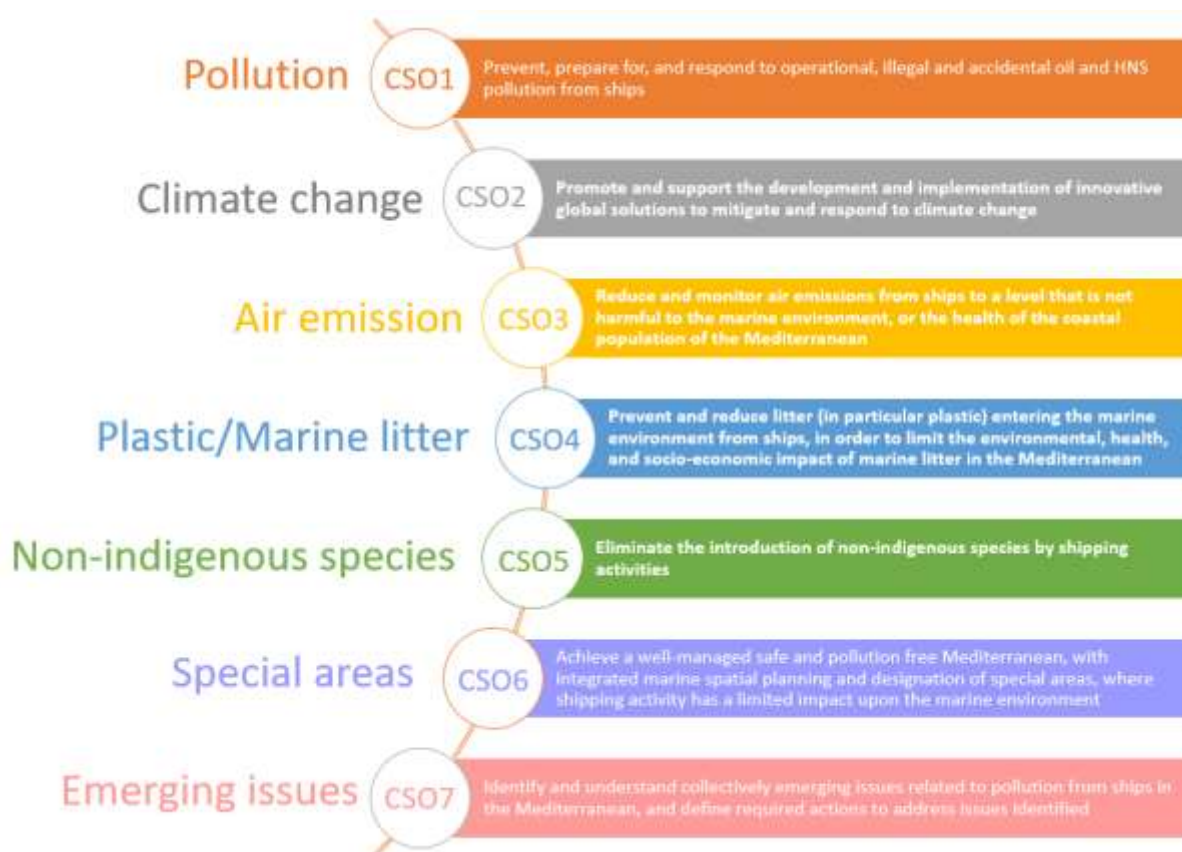 Pollution
CSO1
Prevent, prepare for, and respond to operational, illegal and accidental oil and HNS
pollution from ships
Climate change
CSO2
Promote and support the development and implementation of innovative
global solutions to mitigate and respond to climate change
Air emission
CSO3
Reduce and monitor air emissions from ships to a level that is not
harmful to the marine environment, or the health of the coastal
population of the Mediterranean
Plastic/Marine litter
CSO4
Prevent and reduce litter (in particular plastic) entering the marine
environment from ships, in order to limit the environmental, health,
and socio-economic impact of marine litter in the Mediterranean
Non-indigenous species
CSO5
Eliminate the introduction of non-indigenous species by shipping
activities
Special areas
CSO6
Achieve a well-managed safe and pollution free Mediterranean, with
integrated marine spatial planning and designation of special areas, where
shipping activity has a limited impact upon the marine environment
Emerging issues
CSO7
Identify and understand collectively emerging issues related to pollution from ships in
the Mediterranean, and define required actions to address issues identified